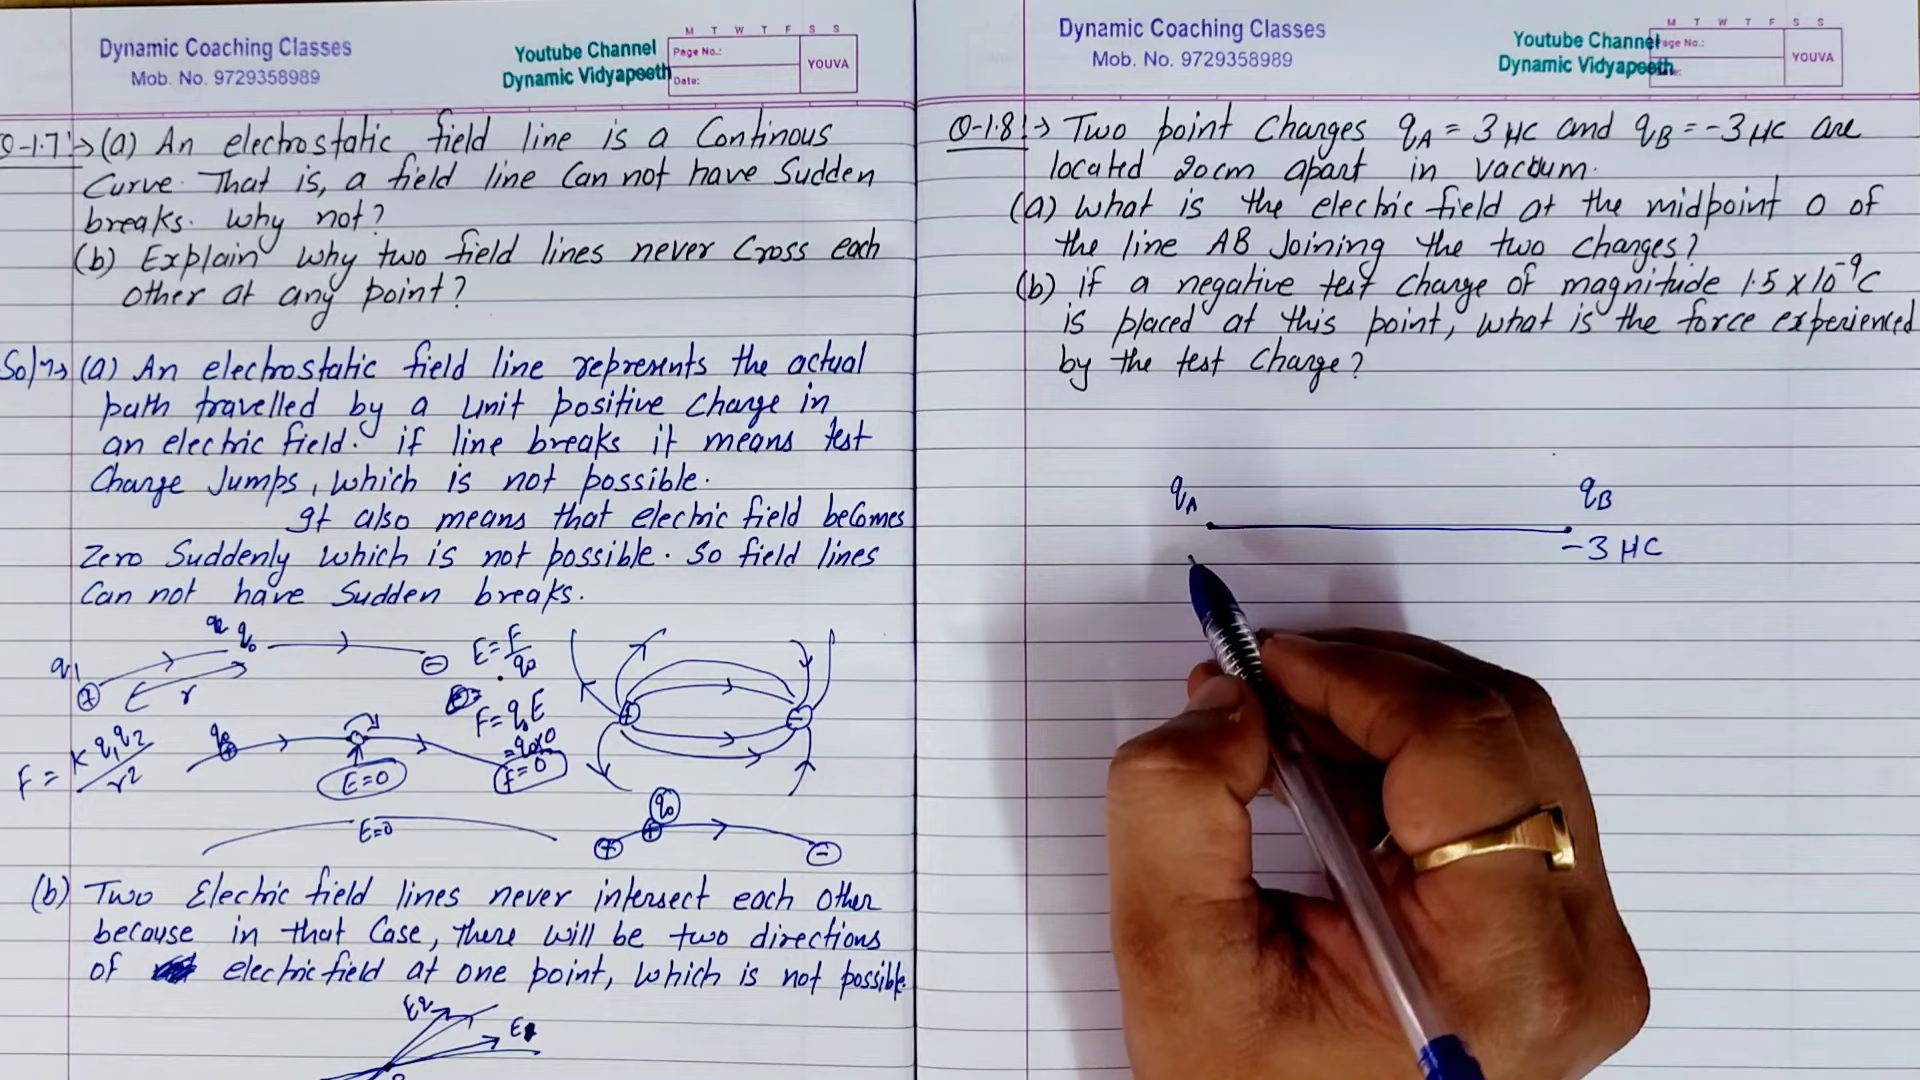 Dynamic Coaching Classes
Mob. No. 9729358989
Youtube Channel
Dynamic Vidyapeeth
M T W T F S S
Page No.:
Date:
YOUVA
Q-1.7:→ (a) An electrostatic field line is a Continous
Curve. That is, a field line Can not have Sudden
breaks. Why not?
(b) Explain why two field lines never Cross each
Other at any point?
Soln→ (a) An electrostatic field line represents the actual
path travelled by a unit positive Charge in
an electric field. if line breaks it means test
Charge Jumps, which is not possible.
It also means that electric field becomes
Zero Suddenly which is not possible. So field lines
Can not have Sudden breaks.
q0
q1
+
r
−
E = F/q0
F = q0E
= q0×0
F = 0
F = K q1q2/r2
q0
E=0
E=0
+
−
q0
+
−
(b) Two Electric field lines never intersect each other
because in that Case, there will be two directions
of electric field at one point, which is not possible
Dynamic Coaching Classes
Mob. No. 9729358989
Youtube Channel
Dynamic Vidyapeeth
M T W T F S S
Page No.:
YOUVA
Q-1.8:→ Two point Charges qA = 3 μC and qB = -3 μC are
located 20cm apart in vacuum.
(a) What is the electric field at the midpoint O of
the line AB Joining the two charges?
(b) if a negative test charge of magnitude 1.5 x 10-9 C
is placed at this point, what is the force experienced
by the test Charge?
qA qB
-3 μC